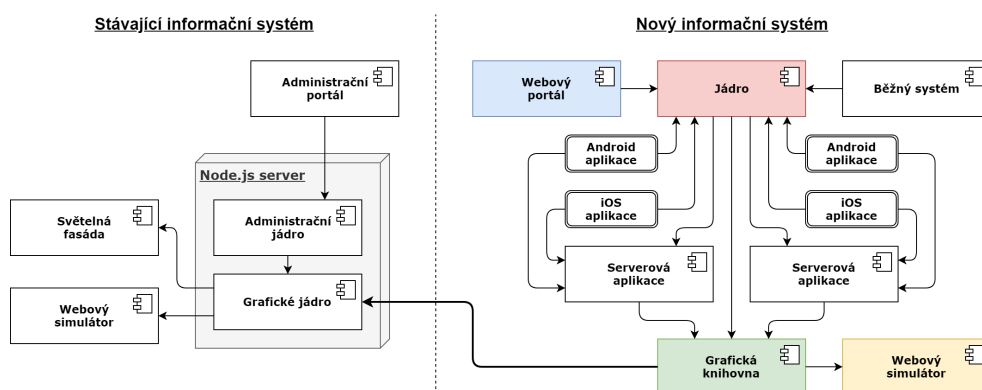 Stávající informační systém
Administrační
portál
Node.js server
Administrační
jádro
Světelná
fasáda
Grafické jádro
Webový
simulátor
Nový informační systém
Webový
portál
Jádro
Běžný systém
Android
aplikace
Android
aplikace
iOS
aplikace
iOS
aplikace
Serverová
aplikace
Serverová
aplikace
Grafická
knihovna
Webový
simulátor